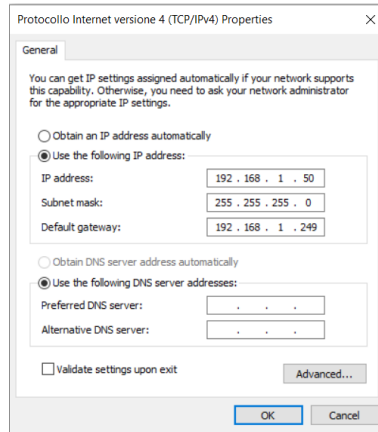 Protocollo Internet versione 4 (TCP/IPv4) Properties
General
You can get IP settings assigned automatically if your network supports
this capability. Otherwise, you need to ask your network administrator
for the appropriate IP settings.
Obtain an IP address automatically
Use the following IP address:
IP address: 192 . 168 . 1 . 50
Subnet mask: 255 . 255 . 255 . 0
Default gateway: 192 . 168 . 1 . 249
Obtain DNS server address automatically
Use the following DNS server addresses:
Preferred DNS server: . . .
Alternative DNS server: . . .
Validate settings upon exit
Advanced...
OK Cancel